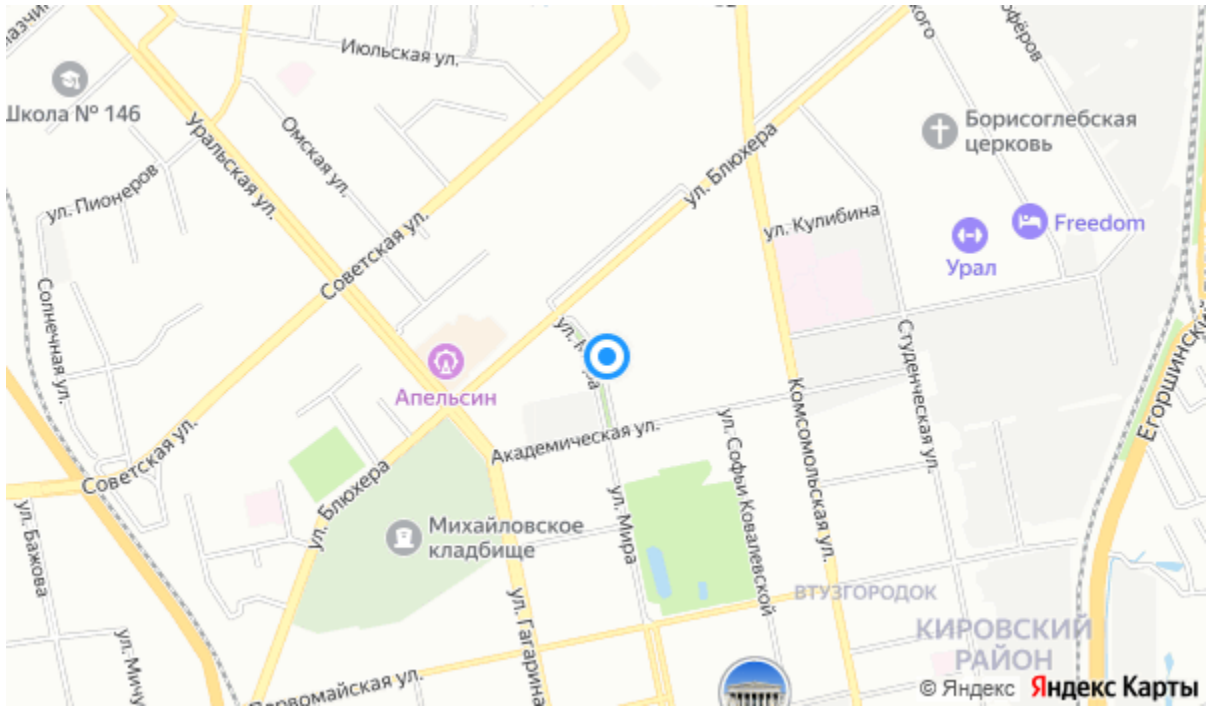 Июльская ул.
Школа № 146
Омская ул.
Уральская ул.
ул. Пионеров
Советская ул.
ул. Блюхера
Борисоглебская
церковь
ул. Кулибина
Freedom
Урал
Солнечная ул.
Апельсин
Студенческая ул.
Комсомольская ул.
Егоршинский
Академическая ул.
ул. Софьи Ковалевской
Советская ул.
ул. Блюхера
ул. Мира
Михайловское
кладбище
ул. Бажова
ул. Гагарина
ВТУЗГОРОДОК
КИРОВСКИЙ
РАЙОН
Первомайская ул.
© Яндекс Яндекс Карты